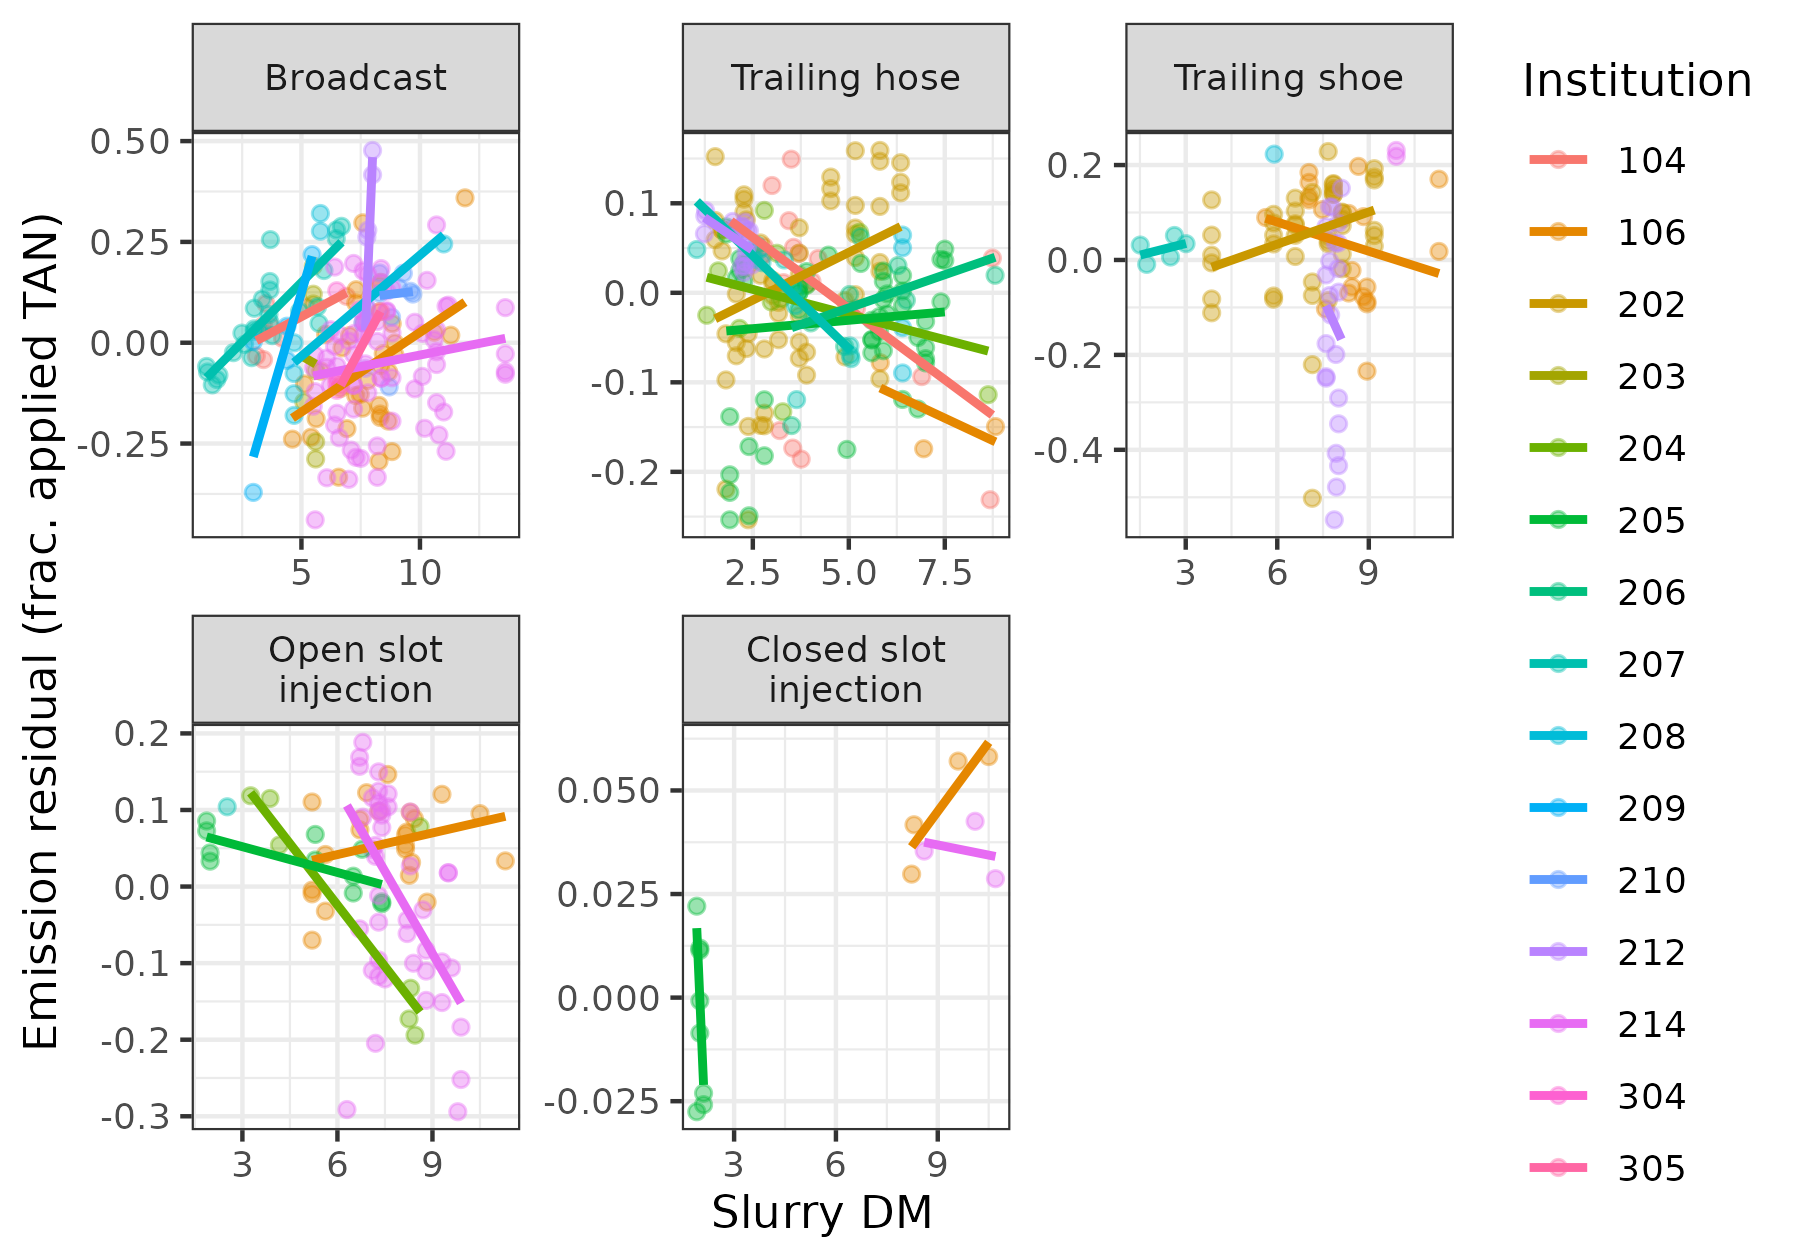 Broadcast
Trailing hose
Trailing shoe
Institution
0.50
0.25
0.00
-0.25
0.1
0.0
-0.1
-0.2
0.2
0.0
-0.2
-0.4
5 10
2.5 5.0 7.5
3 6 9
Open slot
injection
Closed slot
injection
0.2
0.1
0.0
-0.1
-0.2
-0.3
0.050
0.025
0.000
-0.025
3 6 9
3 6 9
Slurry DM
Emission residual (frac. applied TAN)
104
106
202
203
204
205
206
207
208
209
210
212
214
304
305